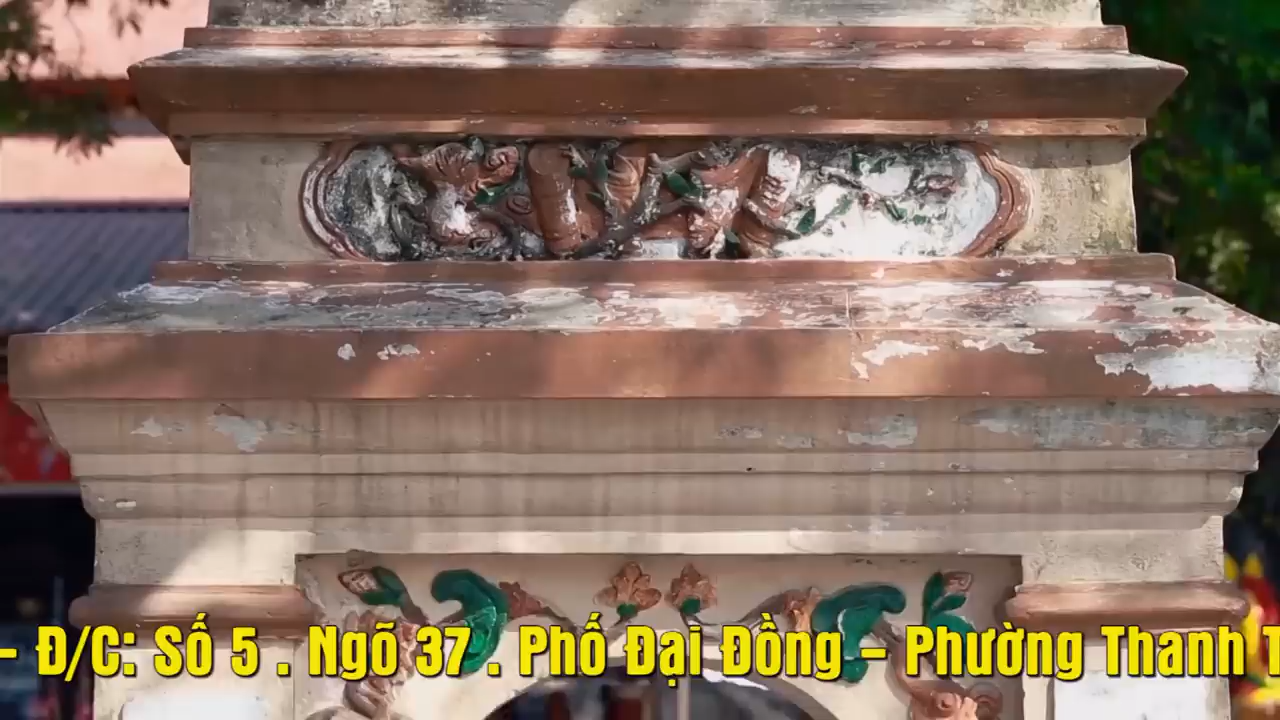 - Đ/C: Số 5 . Ngõ 37 . Phố Đại Đồng - Phường Thanh